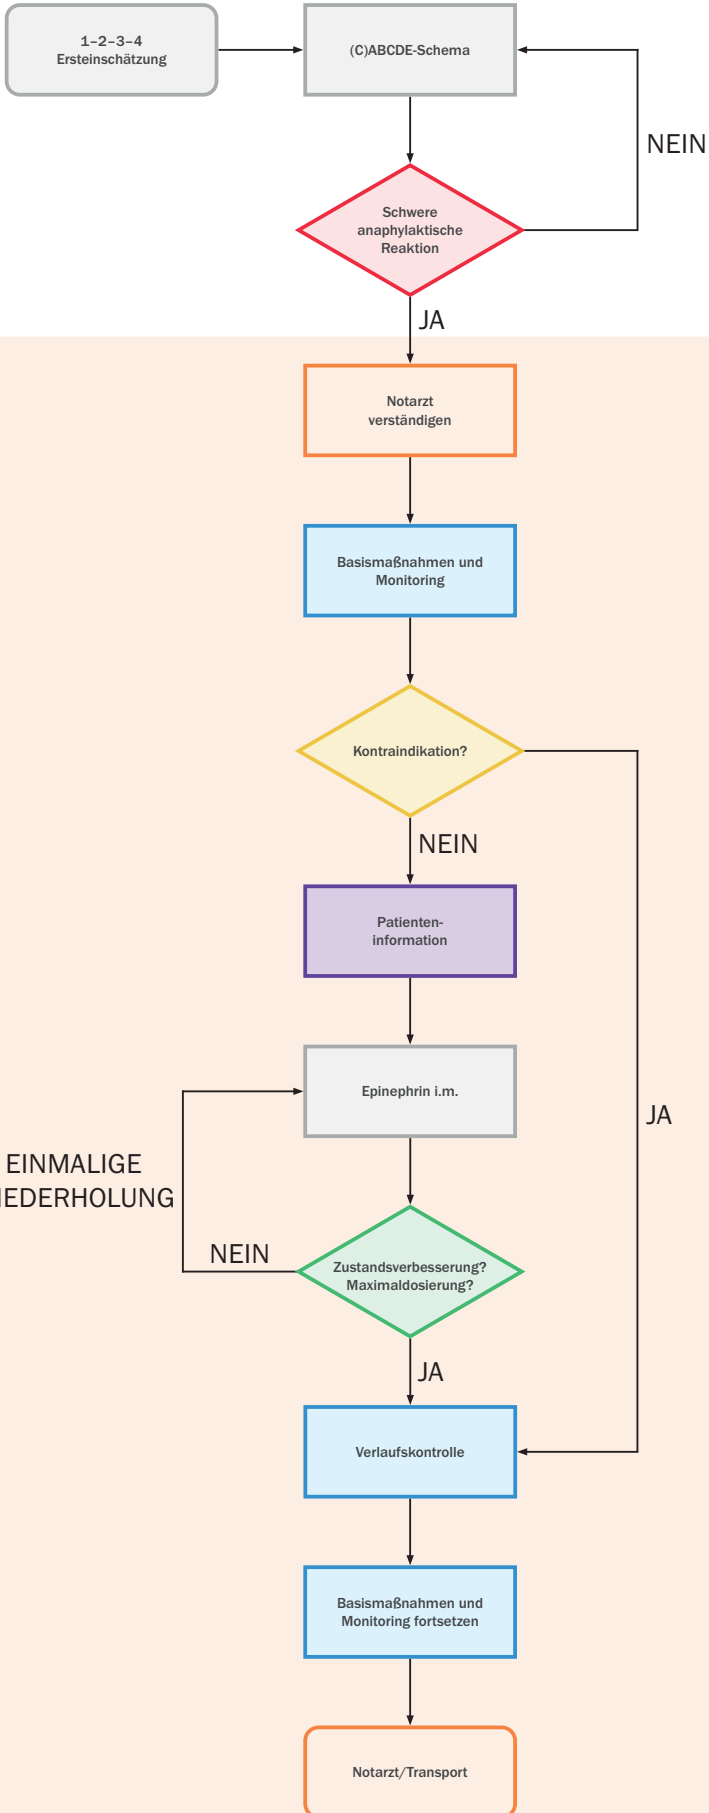 1–2–3–4
Ersteinschätzung
(C)ABCDE-Schema
NEIN
Schwere
anaphylaktische
Reaktion
JA
Notarzt
verständigen
Basismaßnahmen und
Monitoring
Kontraindikation?
NEIN
Patienten-
information
Epinephrin i.m.
JA
EINMALIGE
IEDERHOLUNG
NEIN
Zustandsverbesserung?
Maximaldosierung?
JA
Verlaufskontrolle
Basismaßnahmen und
Monitoring fortsetzen
Notarzt/Transport